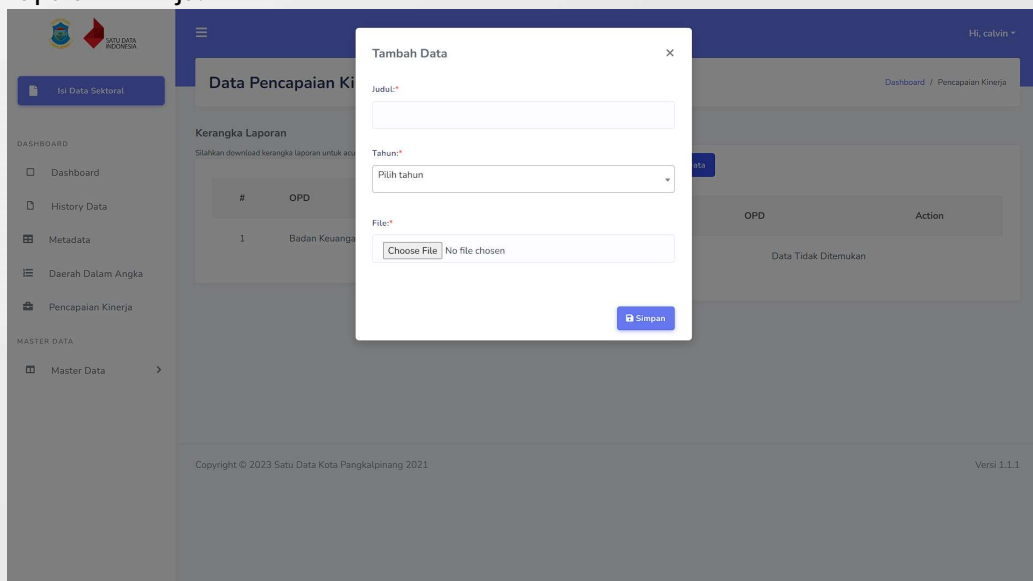 SATU DATA
INDONESIA
Hi, calvin
Isi Data Sektoral
DASHBOARD
Dashboard
History Data
Metadata
Daerah Dalam Angka
Pencapaian Kinerja
MASTER DATA
Master Data
Data Pencapaian Ki
Dashboard / Pencapaian Kinerja
Kerangka Laporan
Silahkan download kerangka laporan untuk acu
# OPD
1 Badan Keuanga
ata
OPD Action
Data Tidak Ditemukan
Tambah Data ×
Judul:*
Tahun:*
Pilih tahun
File:*
Choose File No file chosen
Simpan
Copyright © 2023 Satu Data Kota Pangkalpinang 2021
Versi 1.1.1